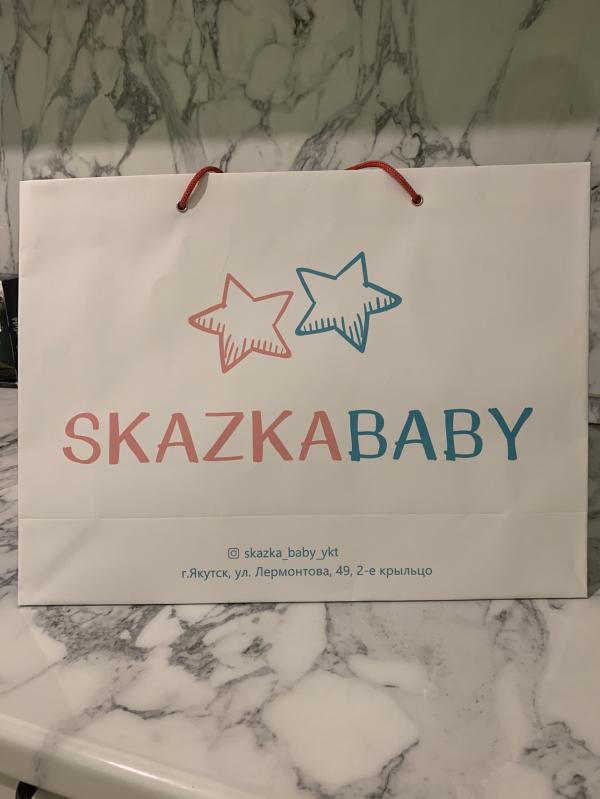 SKAZKABABY
skazka_baby_ykt
г.Якутск, ул. Лермонтова, 49, 2-е крыльцо